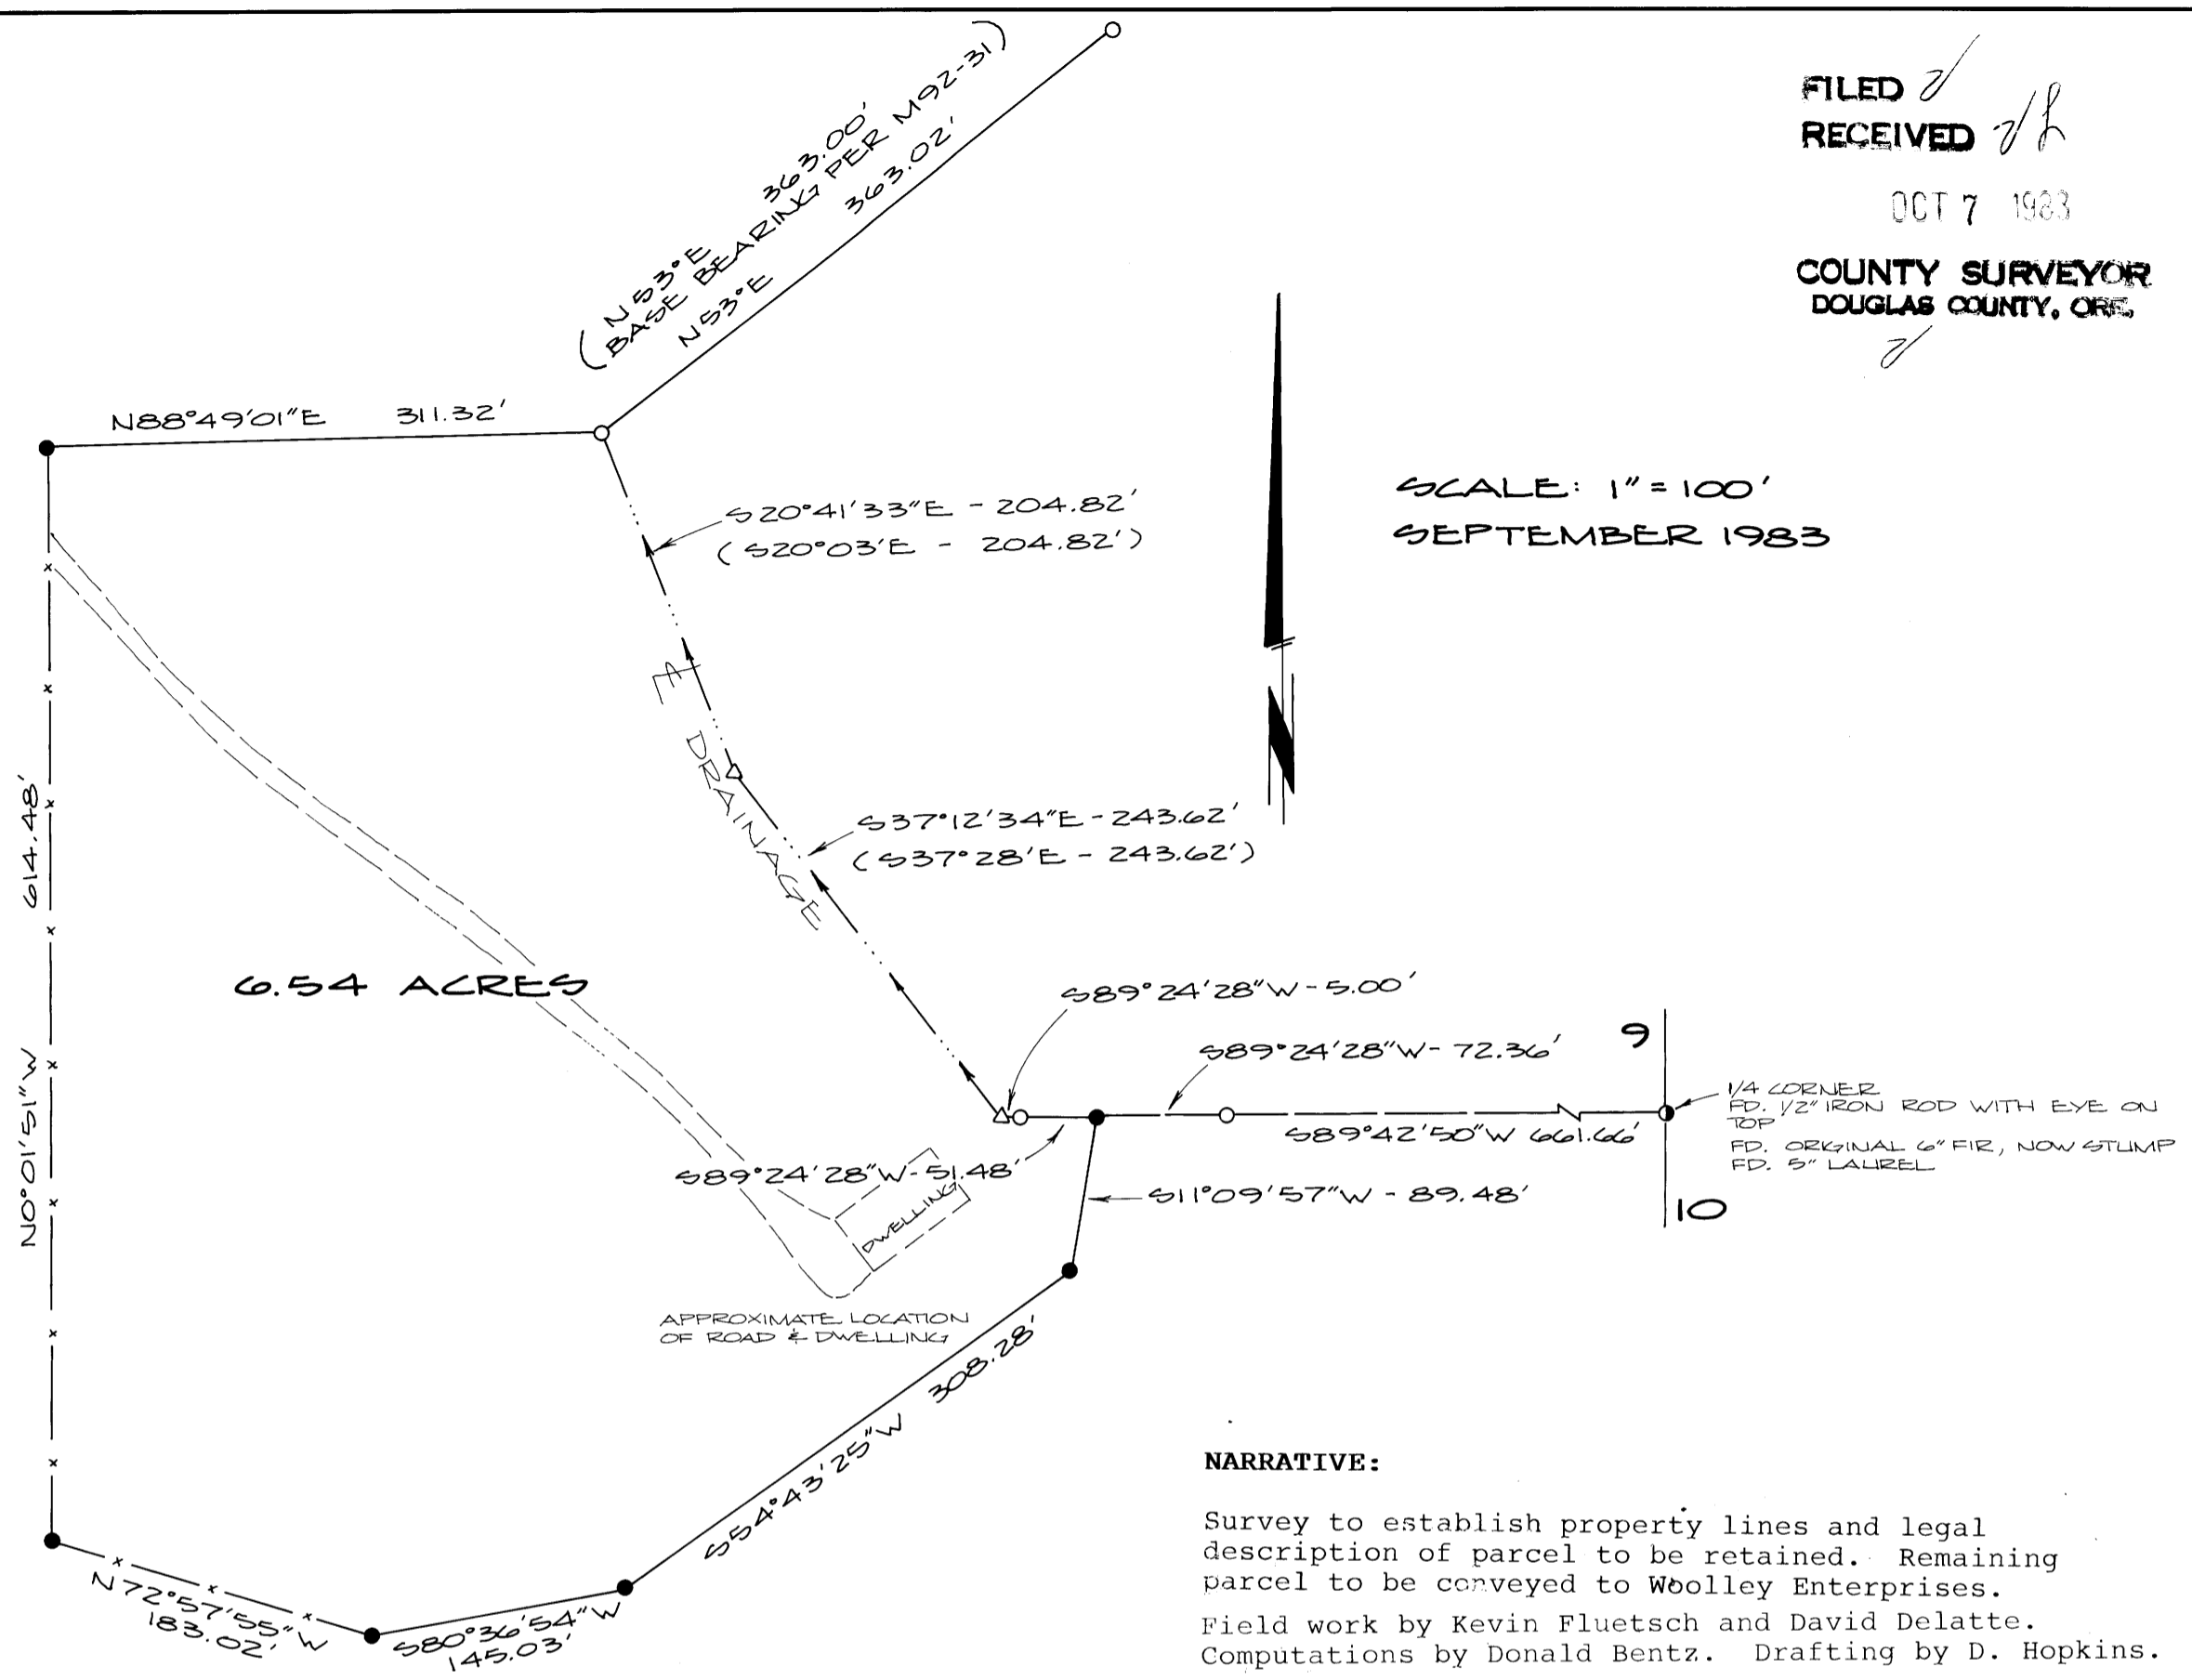 FILED
RECEIVED
OCT 7 1983
COUNTY SURVEYOR
DOUGLAS COUNTY, ORE.
(N53°E 363.00'
BASE BEARING PER M92-31)
N53°E 363.02'
N88°49'01"E 311.32'
S20°41'33"E - 204.82'
(S20°03'E - 204.82')
SCALE: 1" = 100'
SEPTEMBER 1983
N
DRAINAGE
S37°12'34"E - 243.62'
(S37°28'E - 243.62')
614.48'
N0°01'51"W
6.54 ACRES
S89°24'28"W - 5.00'
S89°24'28"W - 72.36'
9
1/4 CORNER
FD. 1/2" IRON ROD WITH EYE ON
TOP
FD. ORIGINAL 6" FIR, NOW STUMP
FD. 5" LAUREL
S89°42'50"W 661.66'
S89°24'28"W - 51.48'
S11°09'57"W - 89.48'
10
DWELLING
APPROXIMATE LOCATION
OF ROAD & DWELLING
S54°43'25"W 308.28'
N72°57'55"W
183.02'
S80°36'54"W
145.03'
NARRATIVE:
Survey to establish property lines and legal
description of parcel to be retained. Remaining
parcel to be conveyed to Woolley Enterprises.
Field work by Kevin Fluetsch and David Delatte.
Computations by Donald Bentz. Drafting by D. Hopkins.